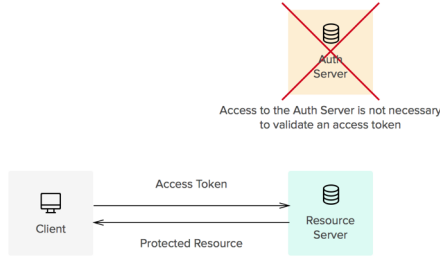 Auth
Server
Access to the Auth Server is not necessary
to validate an access token
Access Token
Client
Resource
Server
Protected Resource